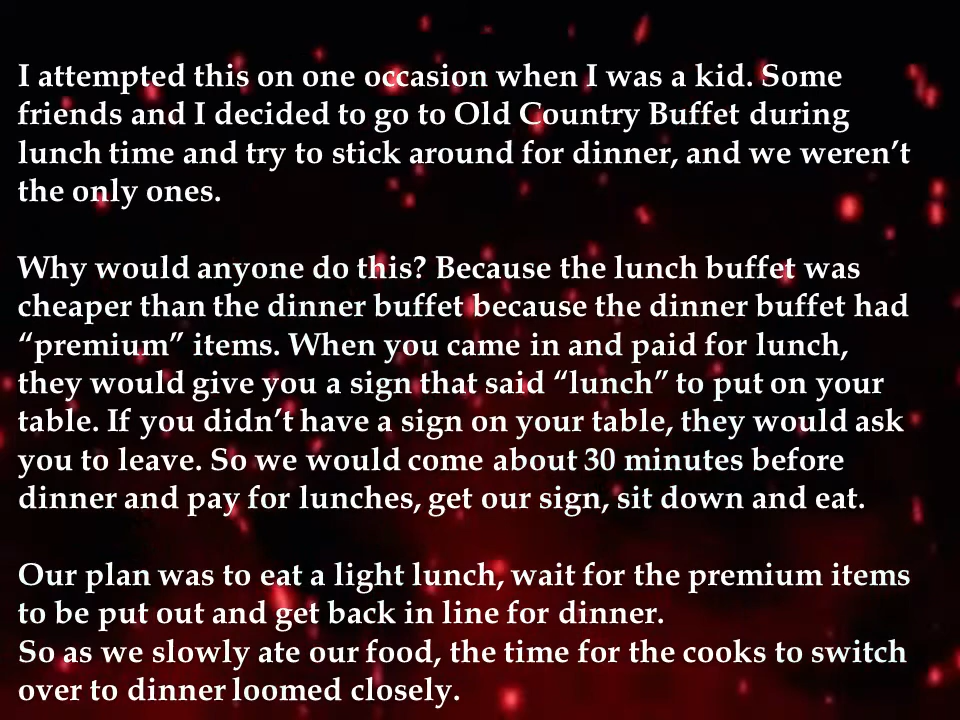 I attempted this on one occasion when I was a kid. Some
friends and I decided to go to Old Country Buffet during
lunch time and try to stick around for dinner, and we weren’t
the only ones.
Why would anyone do this? Because the lunch buffet was
cheaper than the dinner buffet because the dinner buffet had
“premium” items. When you came in and paid for lunch,
they would give you a sign that said “lunch” to put on your
table. If you didn’t have a sign on your table, they would ask
you to leave. So we would come about 30 minutes before
dinner and pay for lunches, get our sign, sit down and eat.
Our plan was to eat a light lunch, wait for the premium items
to be put out and get back in line for dinner.
So as we slowly ate our food, the time for the cooks to switch
over to dinner loomed closely.